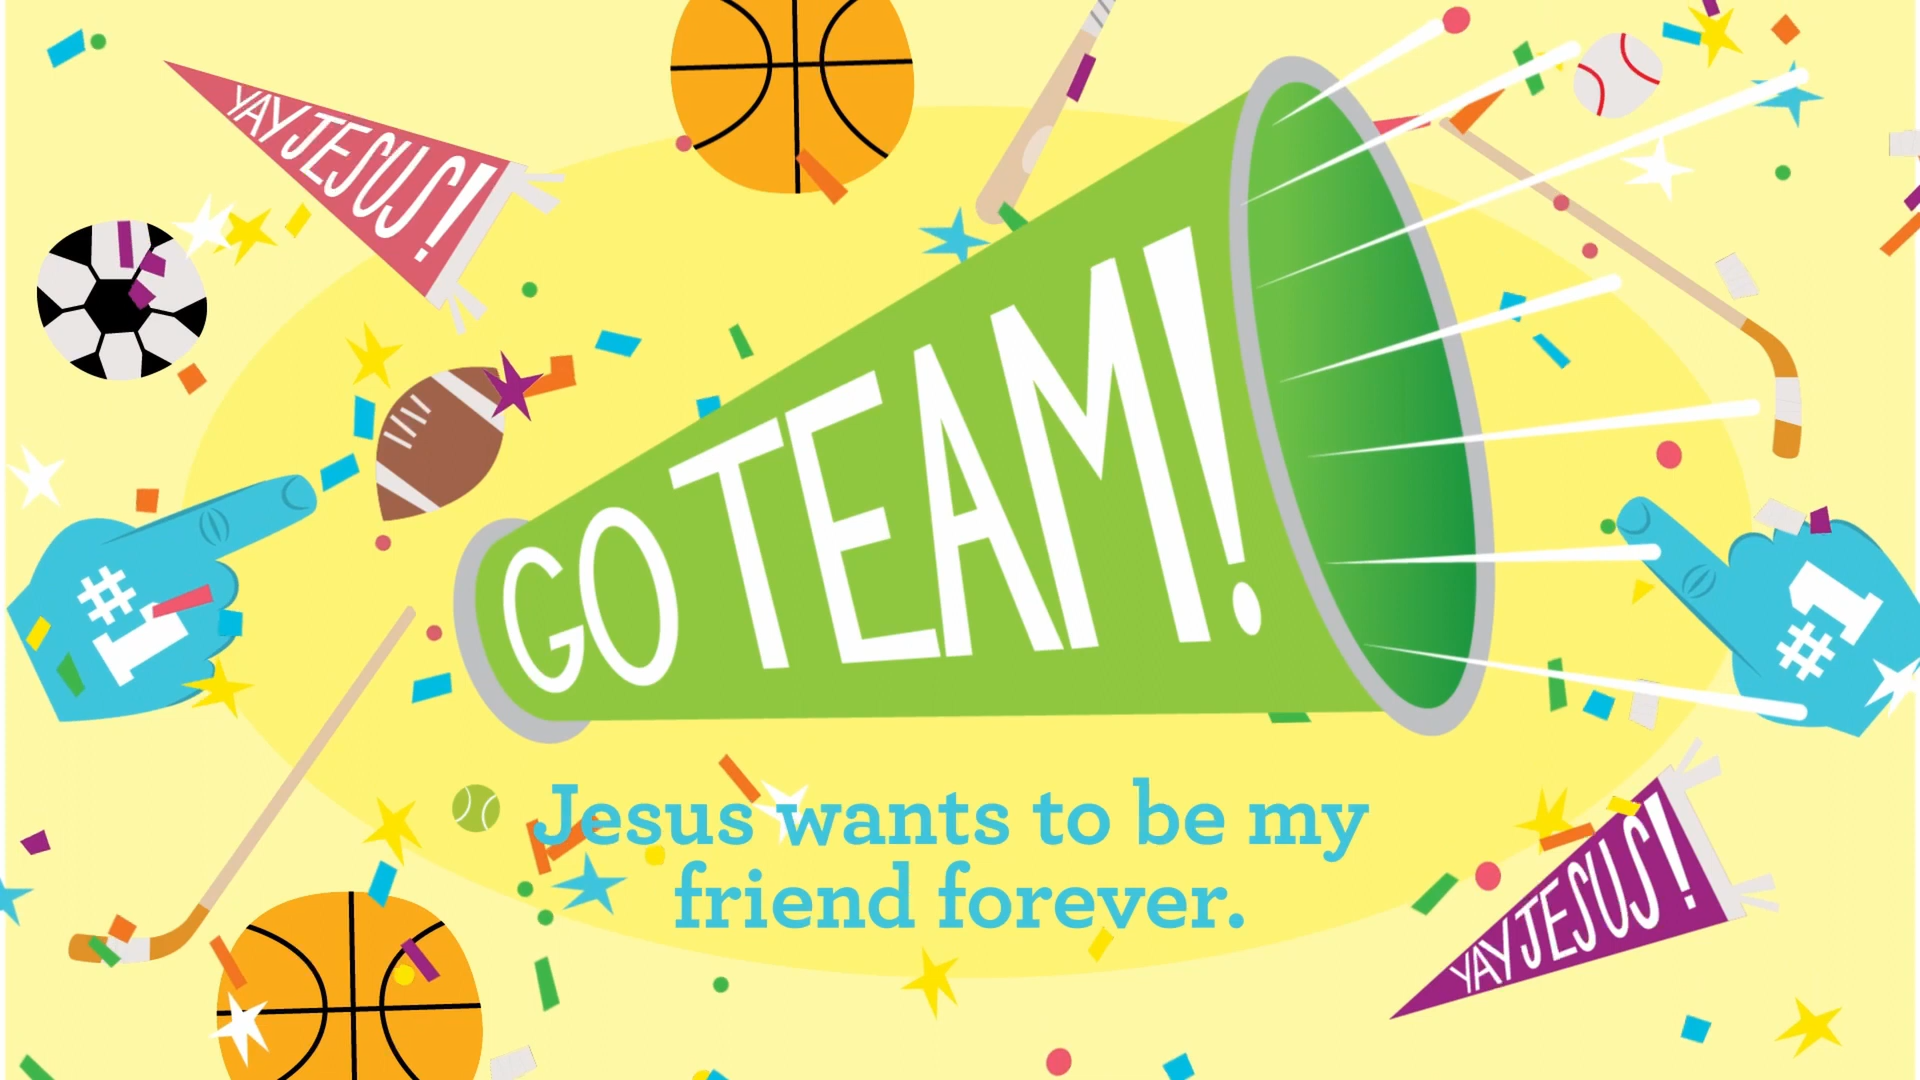 YAY JESUS!
GO TEAM!
#1
#1
Jesus wants to be my
friend forever.
YAY JESUS!